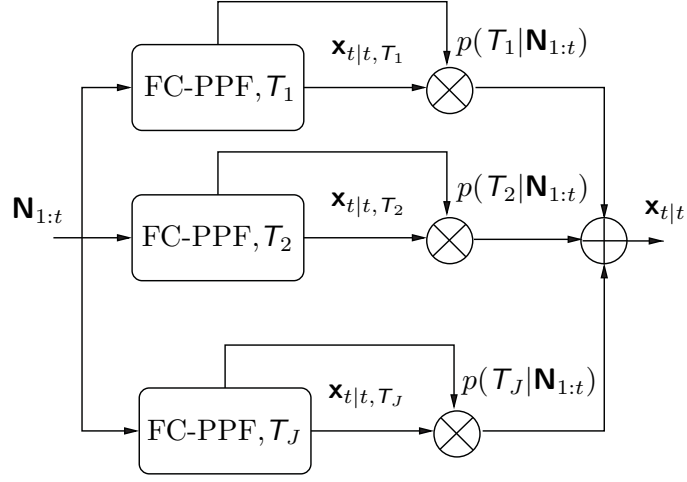 𝐱_{t|t, T_1}
p(T_1|𝐍_{1:t})
FC-PPF, T_1
𝐍_{1:t}
𝐱_{t|t, T_2}
p(T_2|𝐍_{1:t})
FC-PPF, T_2
𝐱_{t|t}
𝐱_{t|t, T_J}
p(T_J|𝐍_{1:t})
FC-PPF, T_J